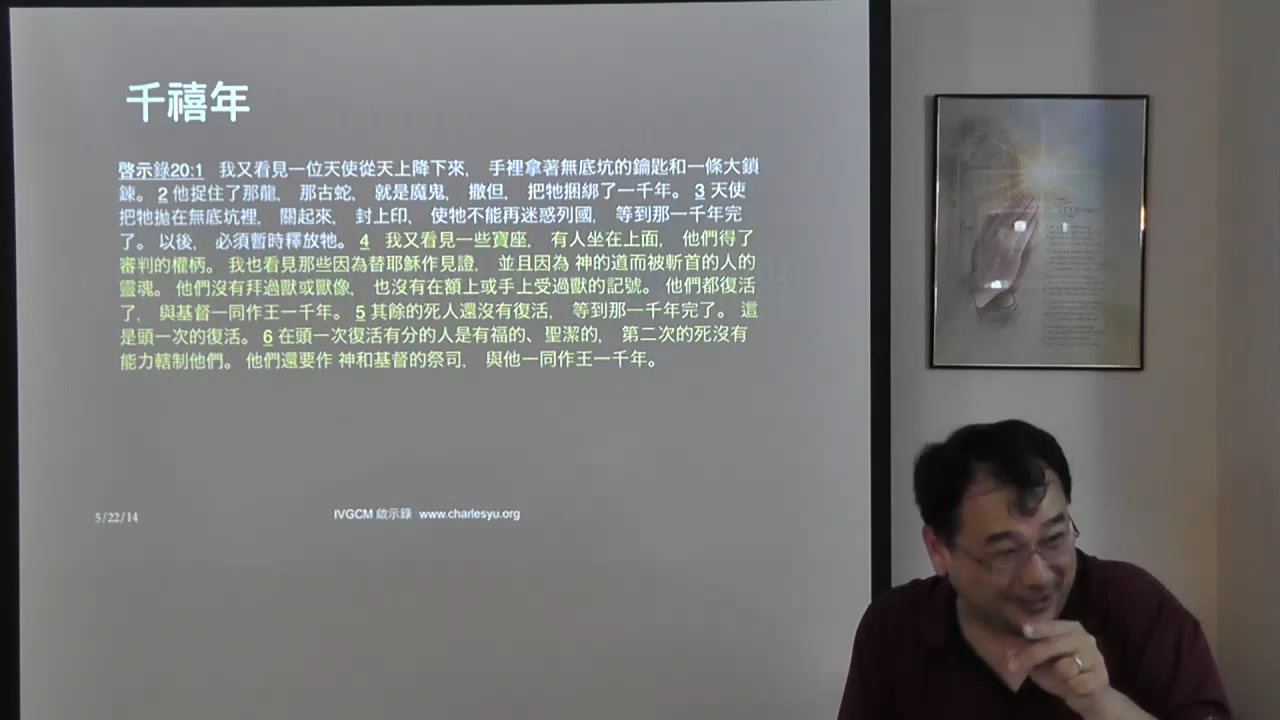 千禧年
啓示錄20:1 我又看見一位天使從天上降下來, 手裡拿著無底坑的鑰匙和一條大鎖
鍊。 2 他捉住了那龍, 那古蛇, 就是魔鬼, 撒但, 把牠捆綁了一千年。 3 天使
把牠拋在無底坑裡, 關起來, 封上印, 使牠不能再迷惑列國, 等到那一千年完
了。 以後, 必須暫時釋放牠。 4 我又看見一些寶座, 有人坐在上面, 他們得了
審判的權柄。 我也看見那些因為替耶穌作見證, 並且因為 神的道而被斬首的人的
靈魂。 他們沒有拜過獸或獸像, 也沒有在額上或手上受過獸的記號。 他們都復活
了, 與基督一同作王一千年。 5 其餘的死人還沒有復活, 等到那一千年完了。 這
是頭一次的復活。 6 在頭一次復活有分的人是有福的、聖潔的, 第二次的死沒有
能力轄制他們。 他們還要作 神和基督的祭司, 與他一同作王一千年。
5/22/14
IVGCM 啟示錄 www.charlesyu.org